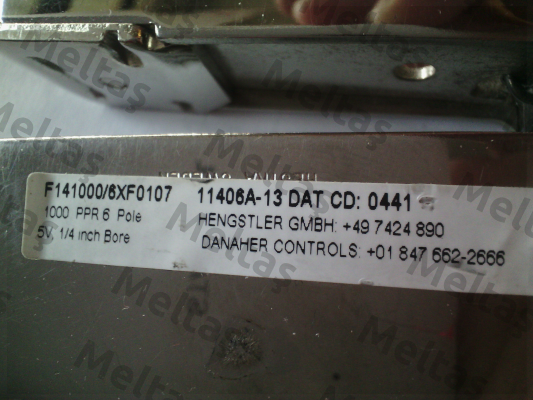 F141000/6XF0107 11406A-13 DAT CD: 0441
1000 PPR 6 Pole HENGSTLER GMBH: +49 7424 890
5V, 1/4 inch Bore DANAHER CONTROLS: +01 847 662-2666
Meltaş